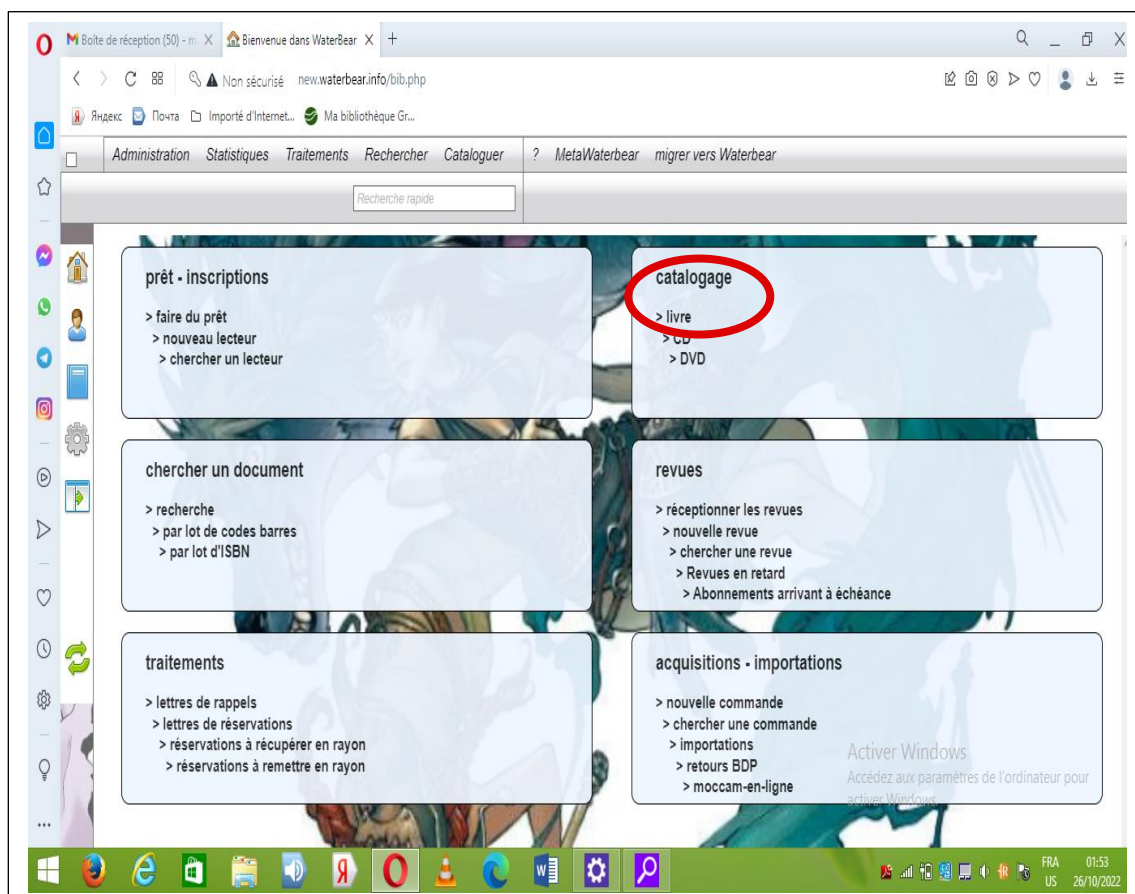 Boîte de réception (50) - m
Bienvenue dans WaterBear
Non sécurisé new.waterbear.info/bib.php
Яндекс Почта Importé d'Internet... Ma bibliothèque Gr...
Administration Statistiques Traitements Rechercher Cataloguer ? MetaWaterbear migrer vers Waterbear
Recherche rapide
prêt - inscriptions
> faire du prêt
> nouveau lecteur
> chercher un lecteur
catalogage
> livre
> CD
> DVD
chercher un document
> recherche
> par lot de codes barres
> par lot d'ISBN
revues
> réceptionner les revues
> nouvelle revue
> chercher une revue
> Revues en retard
> Abonnements arrivant à échéance
traitements
> lettres de rappels
> lettres de réservations
> réservations à récupérer en rayon
> réservations à remettre en rayon
acquisitions - importations
> nouvelle commande
> chercher une commande
> importations
> retours BDP
> moccam-en-ligne
Activer Windows
Accédez aux paramètres de l'ordinateur pour
activer Windows
FRA 01:53
US 26/10/2022